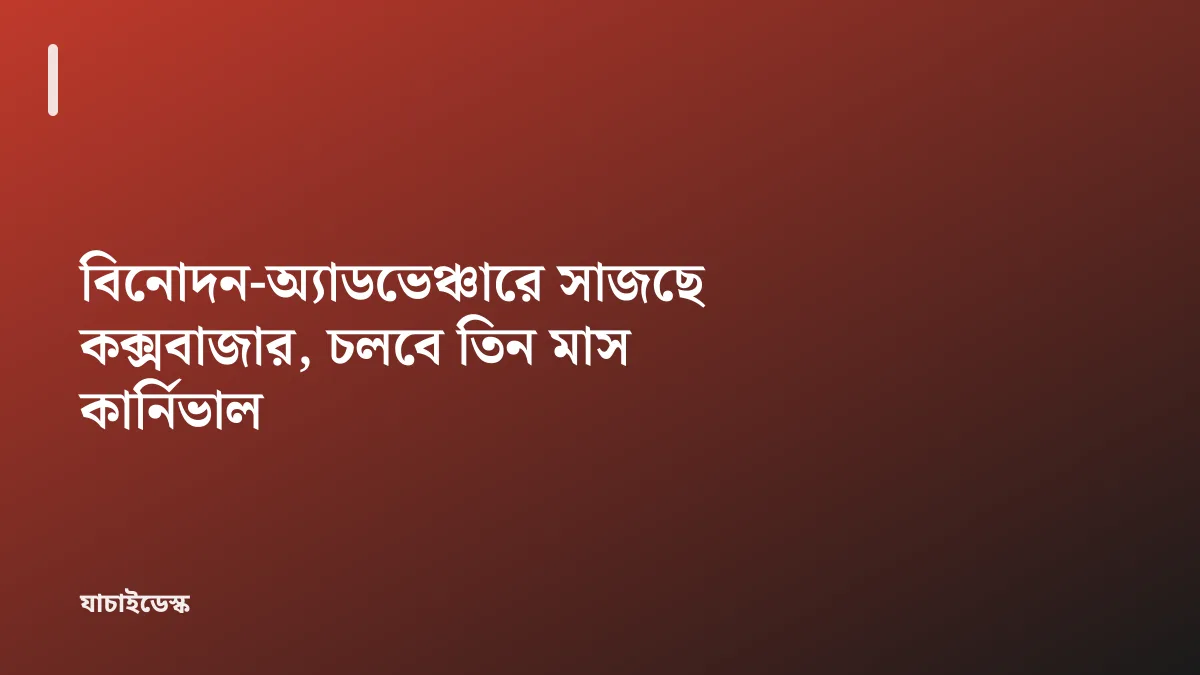 বিনোদন-অ্যাডভেঞ্চারে সাজছে
কক্সবাজার, চলবে তিন মাস
কার্নিভাল
যাচাইডেস্ক